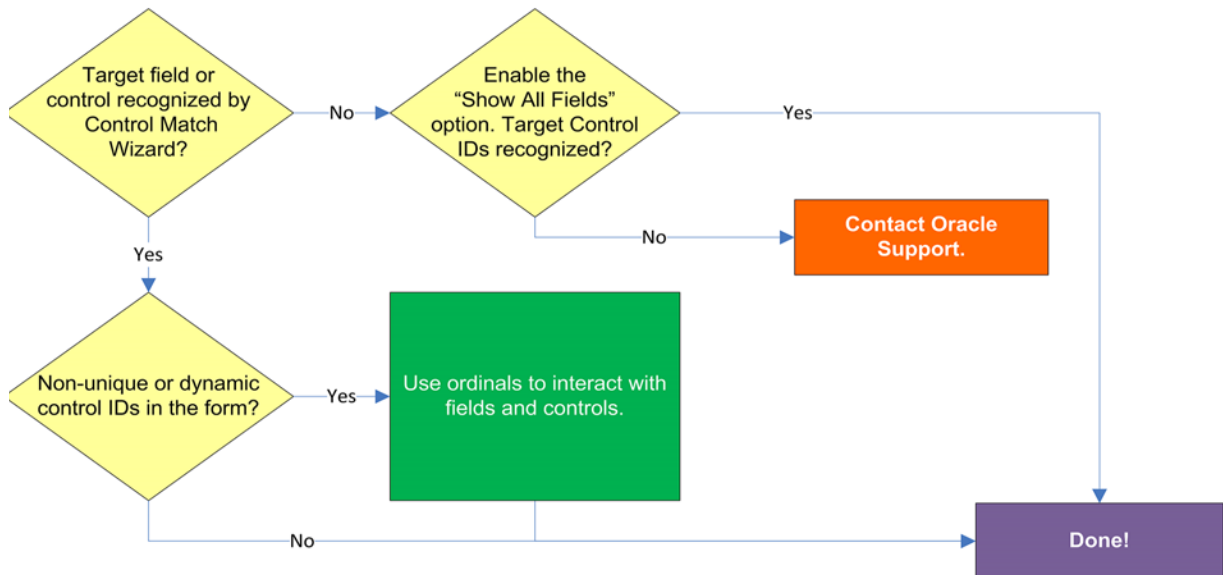 Target field or
control recognized by
Control Match
Wizard?
No
Enable the
“Show All Fields”
option. Target Control
IDs recognized?
Yes
Contact Oracle
Support.
No
Yes
Non-unique or dynamic
control IDs in the form?
Yes
Use ordinals to interact with
fields and controls.
No
Done!